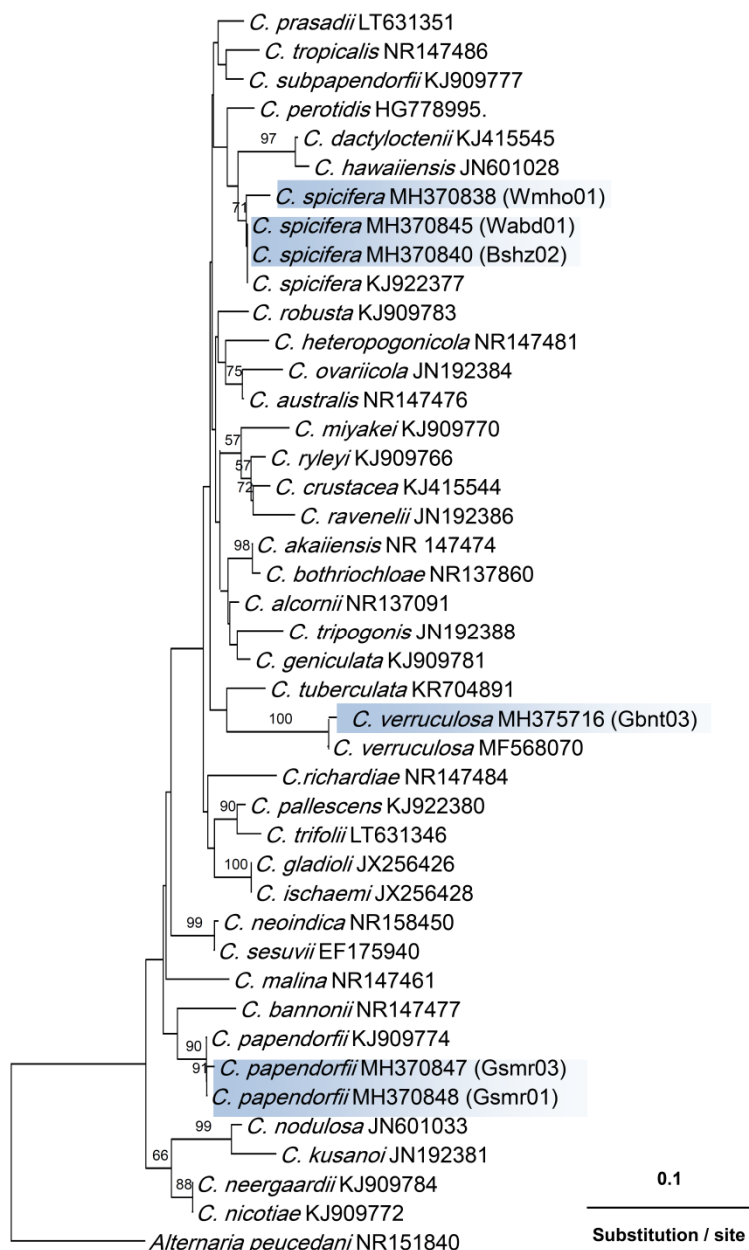 C. prasadii LT631351
C. tropicalis NR147486
C. subpapendorfii KJ909777
C. perotidis HG778995.
97
C. dactyloctenii KJ415545
C. hawaiiensis JN601028
C. spicifera MH370838 (Wmho01)
71
C. spicifera MH370845 (Wabd01)
C. spicifera MH370840 (Bshz02)
C. spicifera KJ922377
C. robusta KJ909783
C. heteropogonicola NR147481
75
C. ovariicola JN192384
C. australis NR147476
C. miyakei KJ909770
57
C. ryleyi KJ909766
57
C. crustacea KJ415544
72
C. ravenelii JN192386
98
C. akaiiensis NR 147474
C. bothriochloae NR137860
C. alcornii NR137091
C. tripogonis JN192388
C. geniculata KJ909781
C. tuberculata KR704891
100
C. verruculosa MH375716 (Gbnt03)
C. verruculosa MF568070
C.richardiae NR147484
90
C. pallescens KJ922380
C. trifolii LT631346
100
C. gladioli JX256426
C. ischaemi JX256428
99
C. neoindica NR158450
C. sesuvii EF175940
C. malina NR147461
C. bannonii NR147477
90
C. papendorfii KJ909774
91
C. papendorfii MH370847 (Gsmr03)
C. papendorfii MH370848 (Gsmr01)
99
C. nodulosa JN601033
66
C. kusanoi JN192381
88
C. neergaardii KJ909784
C. nicotiae KJ909772
Alternaria peucedani NR151840
0.1
Substitution / site